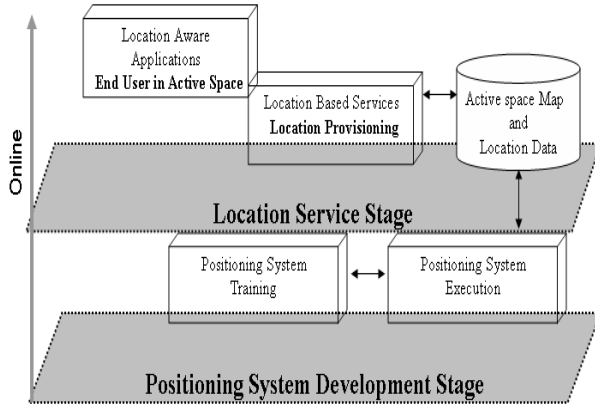 Location Aware
Applications
End User in Active Space
Location Based Services
Location Provisioning
Active space Map
and
Location Data
Online
Location Service Stage
Positioning System
Training
Positioning System
Execution
Positioning System Development Stage